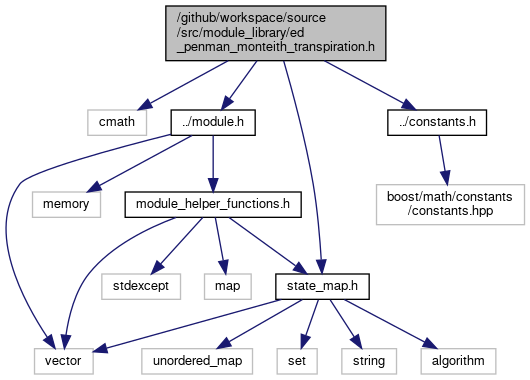 /github/workspace/source
/src/module_library/ed
_penman_monteith_transpiration.h
cmath
../module.h
../constants.h
memory
module_helper_functions.h
boost/math/constants
/constants.hpp
stdexcept
map
state_map.h
vector
unordered_map
set
string
algorithm